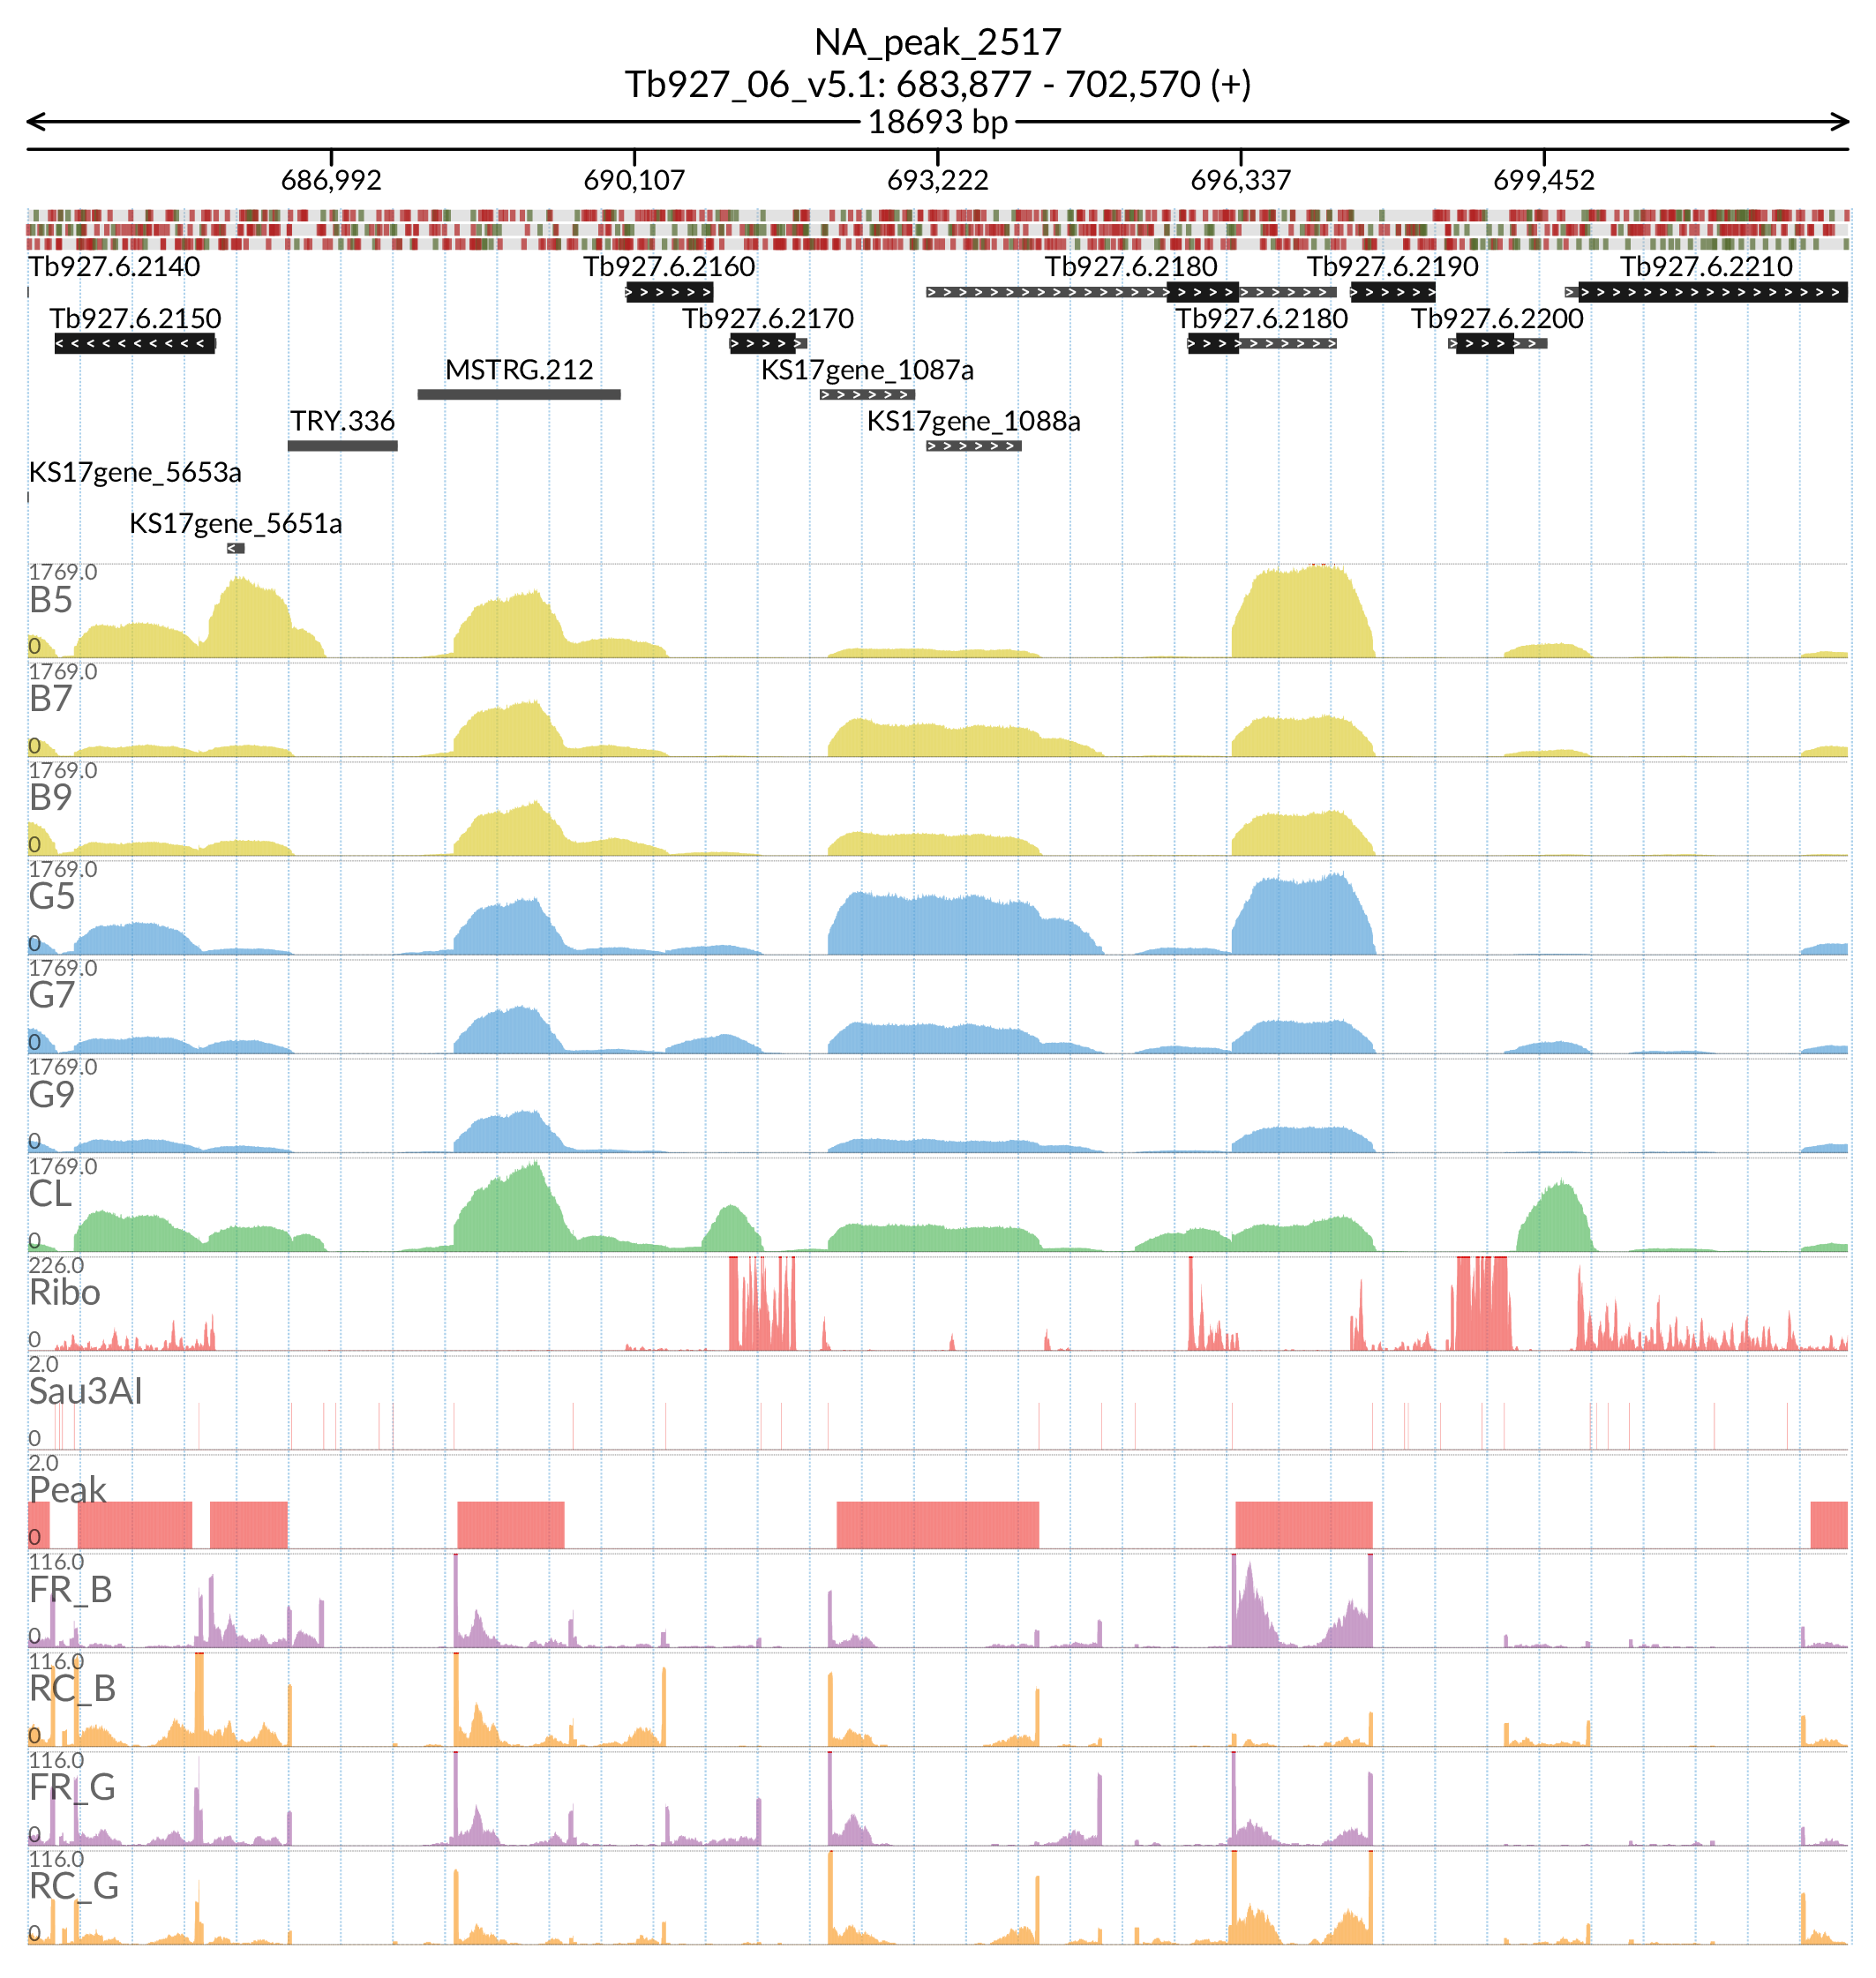 NA_peak_2517
Tb927_06_v5.1: 683,877 - 702,570 (+)
18693 bp
686,992 690,107 693,222 696,337 699,452
Tb927.6.2140 Tb927.6.2160 Tb927.6.2180 Tb927.6.2190 Tb927.6.2210
Tb927.6.2150 Tb927.6.2170 Tb927.6.2180 Tb927.6.2200
MSTRG.212 KS17gene_1087a
TRY.336 KS17gene_1088a
KS17gene_5653a
KS17gene_5651a
1769.0
B5
0
1769.0
B7
0
1769.0
B9
0
1769.0
G5
0
1769.0
G7
0
1769.0
G9
0
1769.0
CL
0
226.0
Ribo
0
2.0
Sau3AI
0
2.0
Peak
0
116.0
FR_B
0
116.0
RC_B
0
116.0
FR_G
0
116.0
RC_G
0